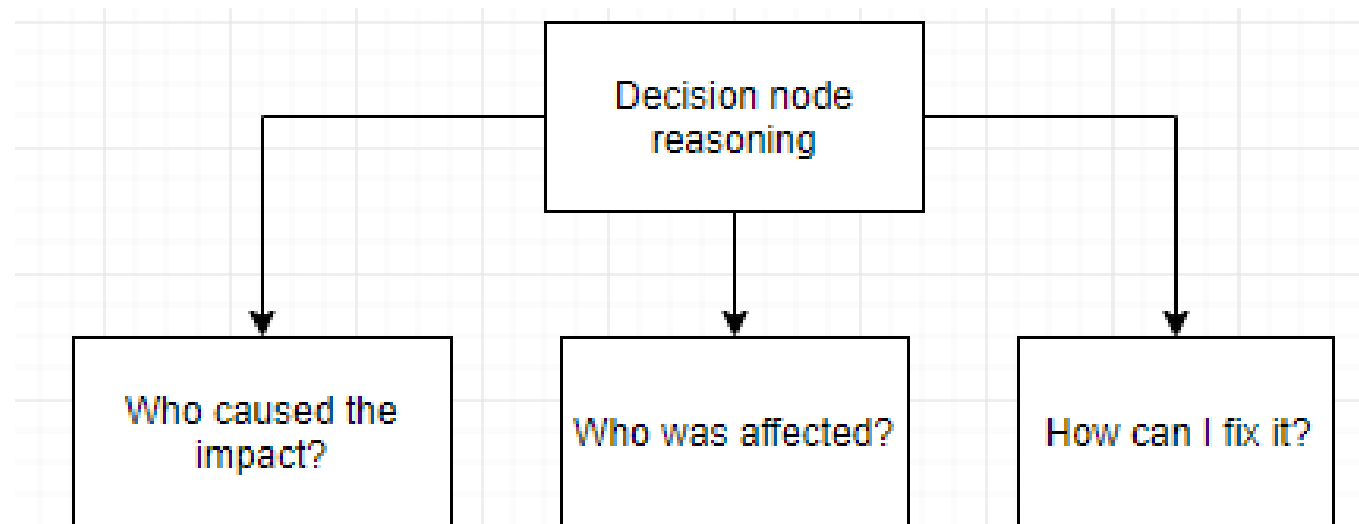 Decision node
reasoning
Who caused the
impact?
Who was affected?
How can I fix it?